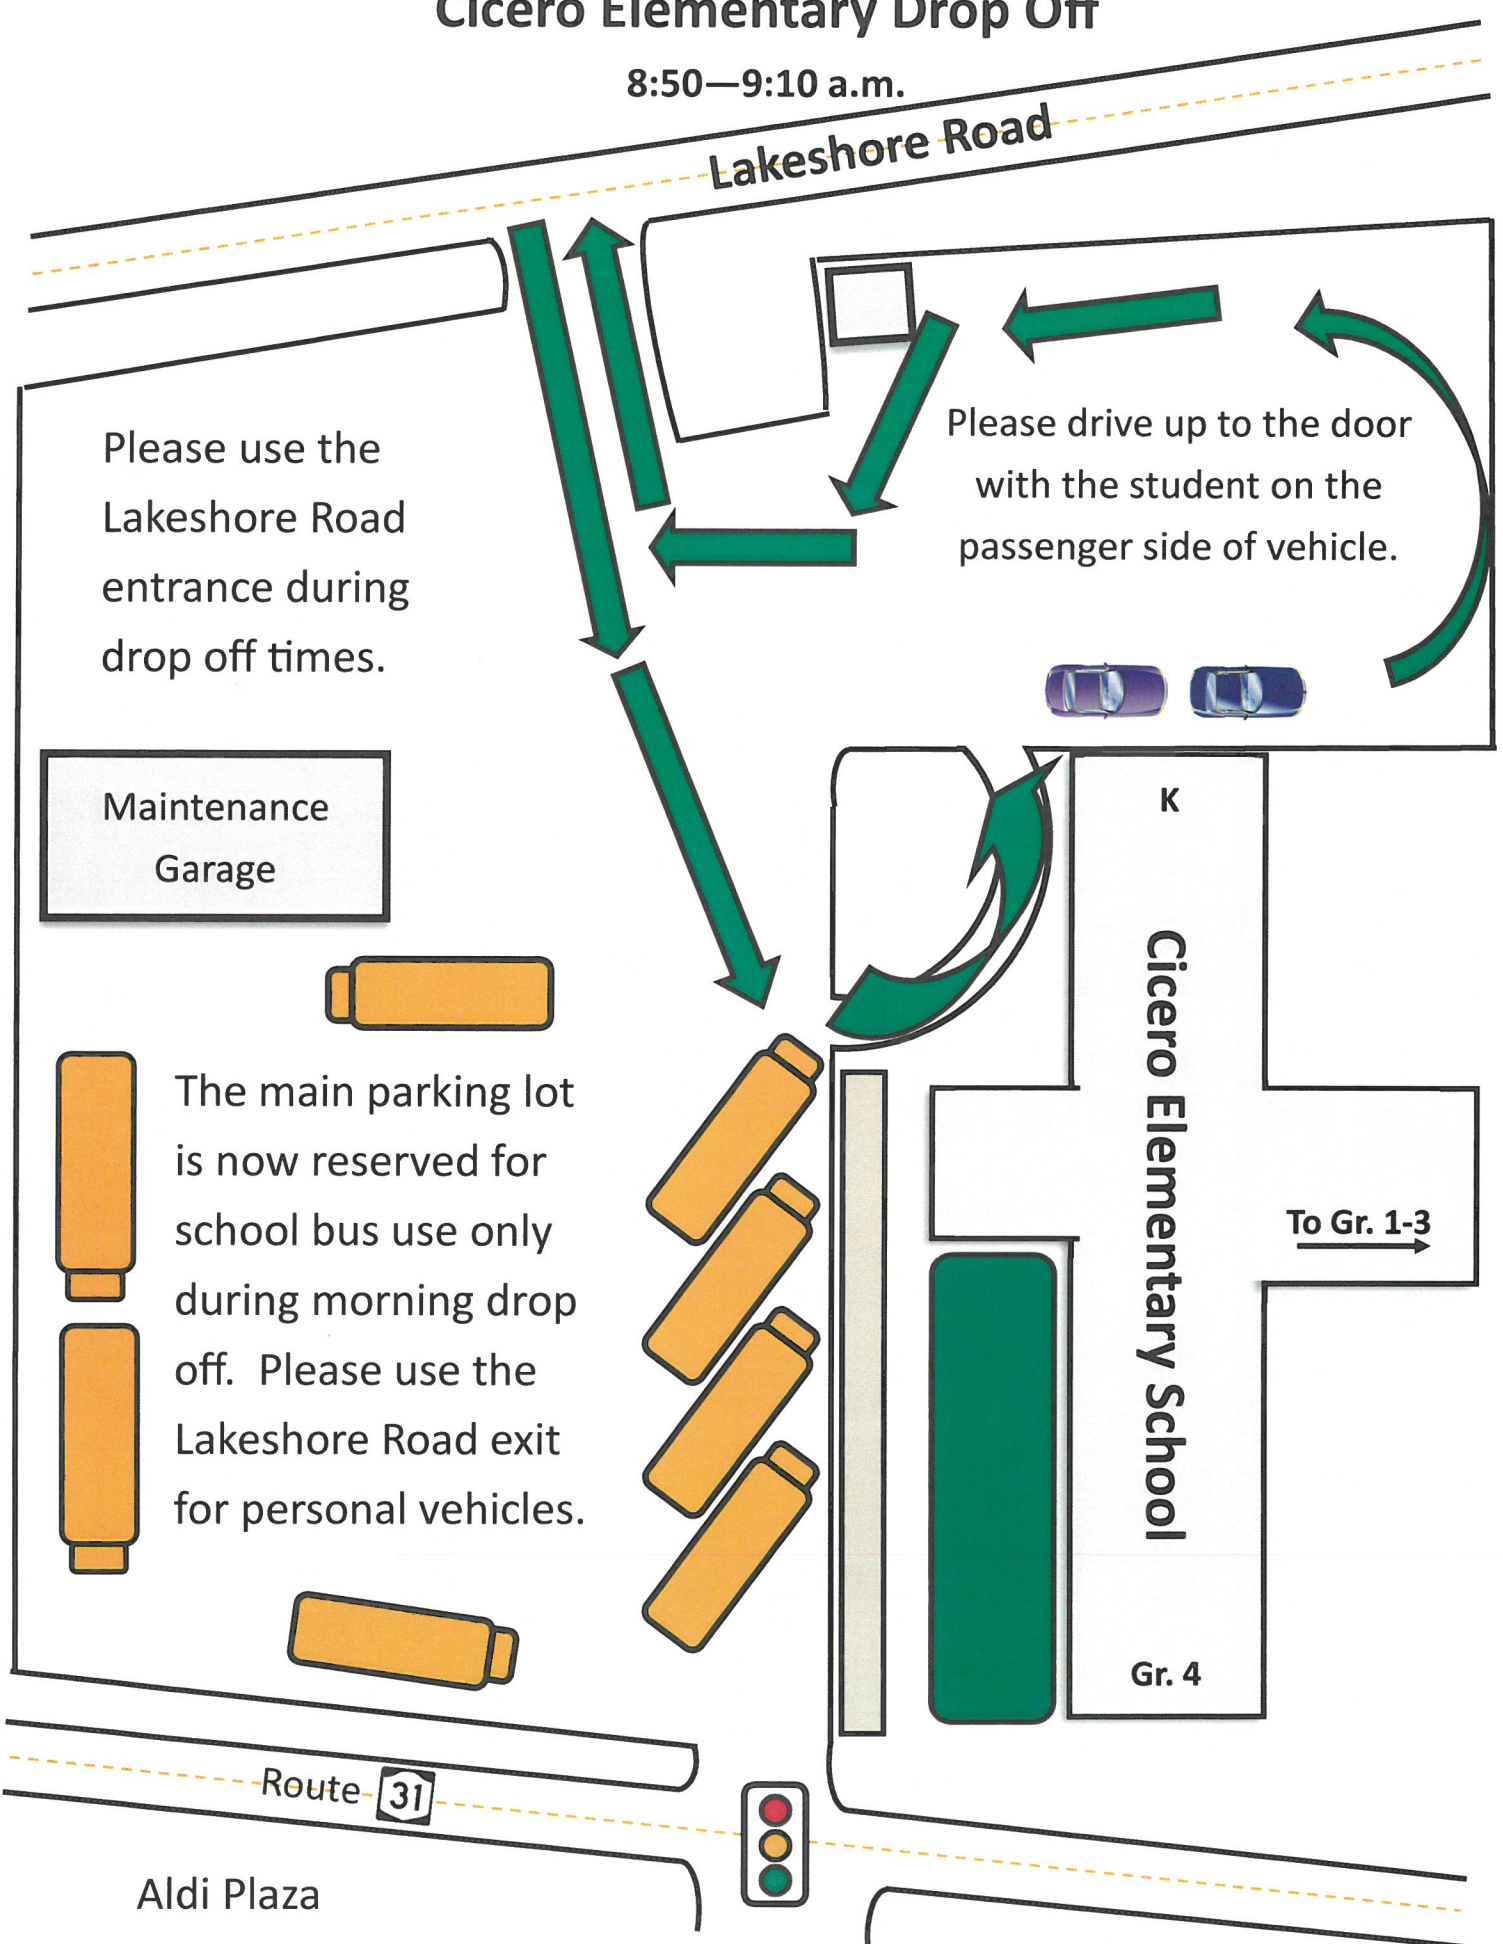 Cicero Elementary Drop Off
8:50—9:10 a.m.
Lakeshore Road
Please use the
Lakeshore Road
entrance during
drop off times.
Please drive up to the door
with the student on the
passenger side of vehicle.
Maintenance
Garage
K
Cicero Elementary School
To Gr. 1-3
Gr. 4
The main parking lot
is now reserved for
school bus use only
during morning drop
off.  Please use the
Lakeshore Road exit
for personal vehicles.
Route 31
Aldi Plaza